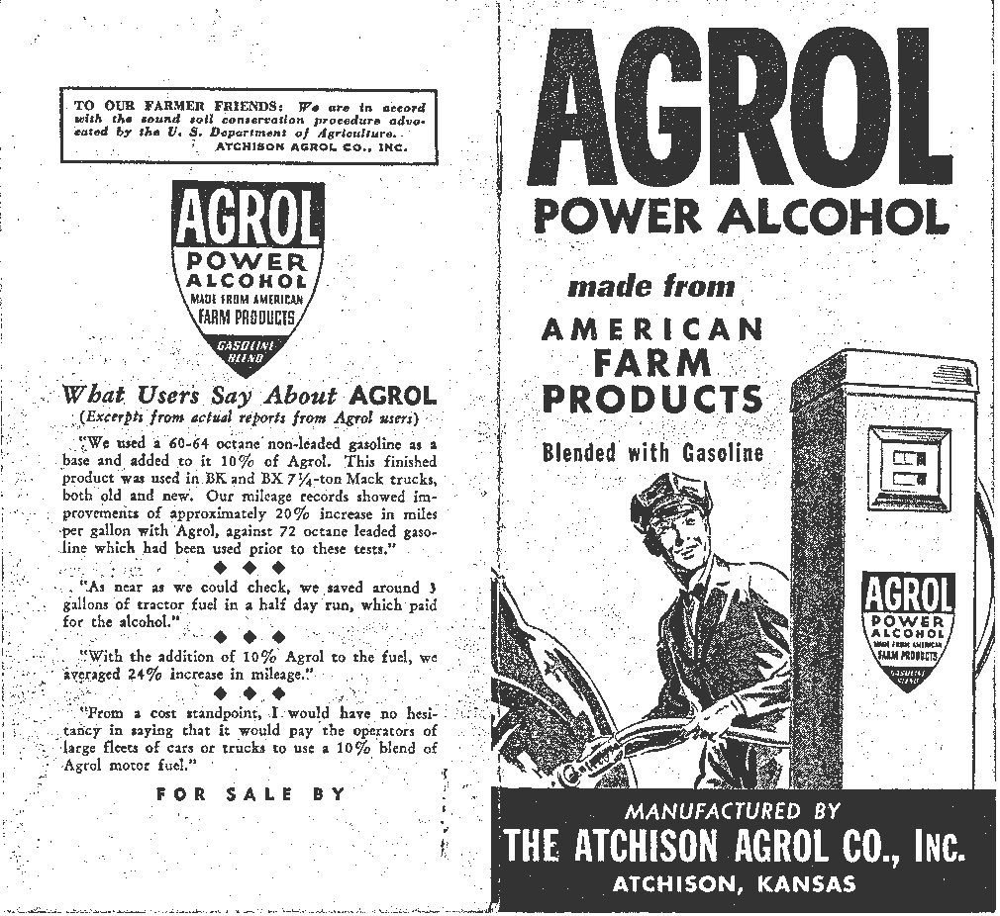 TO OUR FARMER FRIENDS: We are in accord
with the sound soil conservation procedure advo-
cated by the U. S. Department of Agriculture.
ATCHISON AGROL CO., INC.
AGROL
POWER
ALCOHOL
MADE FROM AMERICAN
FARM PRODUCTS
GASOLINE
BLEND
What Users Say About AGROL
(Excerpts from actual reports from Agrol users)
"We used a 60-64 octane non-leaded gasoline as a
base and added to it 10% of Agrol. This finished
product was used in BK and BX 7¼-ton Mack trucks,
both old and new. Our mileage records showed im-
provements of approximately 20% increase in miles
per gallon with Agrol, against 72 octane leaded gaso-
line which had been used prior to these tests."
"As near as we could check, we saved around 3
gallons of tractor fuel in a half day run, which paid
for the alcohol."
"With the addition of 10% Agrol to the fuel, we
averaged 24% increase in mileage."
"From a cost standpoint, I would have no hesi-
tancy in saying that it would pay the operators of
large fleets of cars or trucks to use a 10% blend of
Agrol motor fuel."
FOR SALE BY
AGROL
POWER ALCOHOL
made from
AMERICAN
FARM
PRODUCTS
Blended with Gasoline
AGROL
POWER
ALCOHOL
MADE FROM AMERICAN
FARM PRODUCTS
GASOLINE
BLEND
MANUFACTURED BY
THE ATCHISON AGROL CO., INC.
ATCHISON, KANSAS